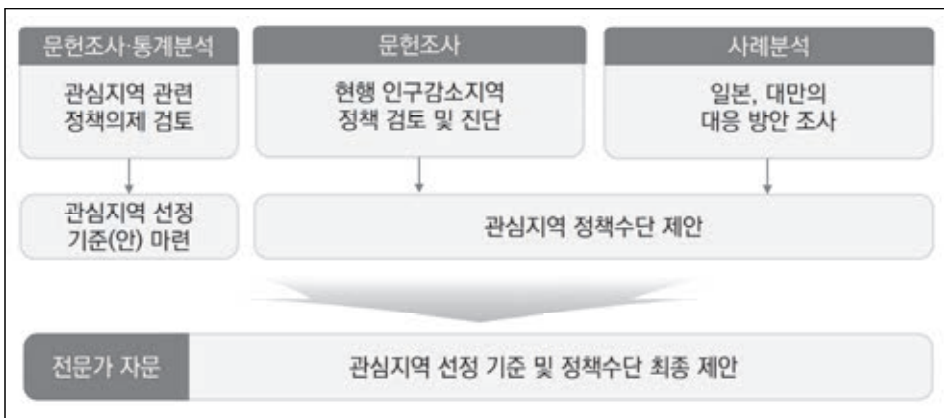 문헌조사·통계분석
관심지역 관련
정책의제 검토
문헌조사
현행 인구감소지역
정책 검토 및 진단
사례분석
일본, 대만의
대응 방안 조사
관심지역 선정
기준(안) 마련
관심지역 정책수단 제안
전문가 자문
관심지역 선정 기준 및 정책수단 최종 제안